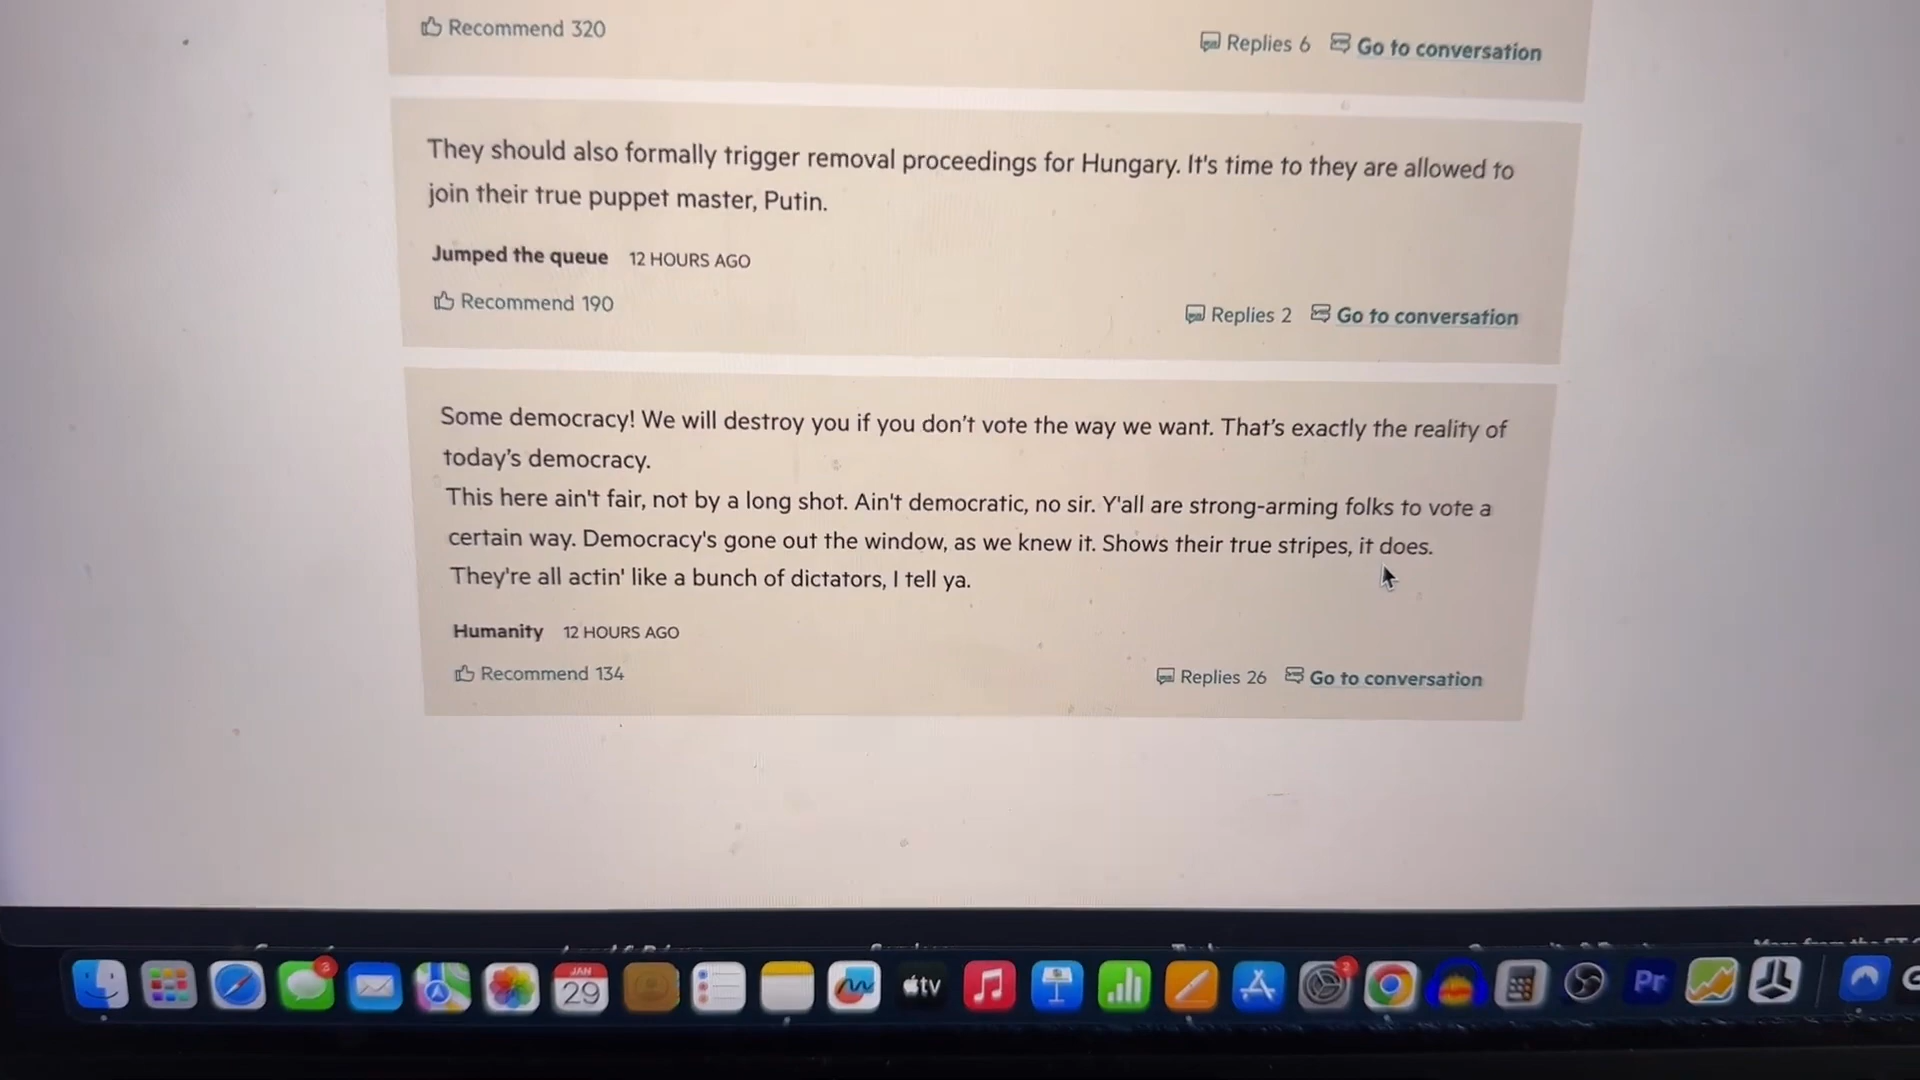 Recommend 320
Replies 6 Go to conversation
They should also formally trigger removal proceedings for Hungary. It's time to they are allowed to
join their true puppet master, Putin.
Jumped the queue 12 HOURS AGO
Recommend 190
Replies 2 Go to conversation
Some democracy! We will destroy you if you don’t vote the way we want. That’s exactly the reality of
today’s democracy.
This here ain't fair, not by a long shot. Ain't democratic, no sir. Y'all are strong-arming folks to vote a
certain way. Democracy's gone out the window, as we knew it. Shows their true stripes, it does.
They're all actin' like a bunch of dictators, I tell ya.
Humanity 12 HOURS AGO
Recommend 134
Replies 26 Go to conversation
3
JAN
29
tv
2
Pr